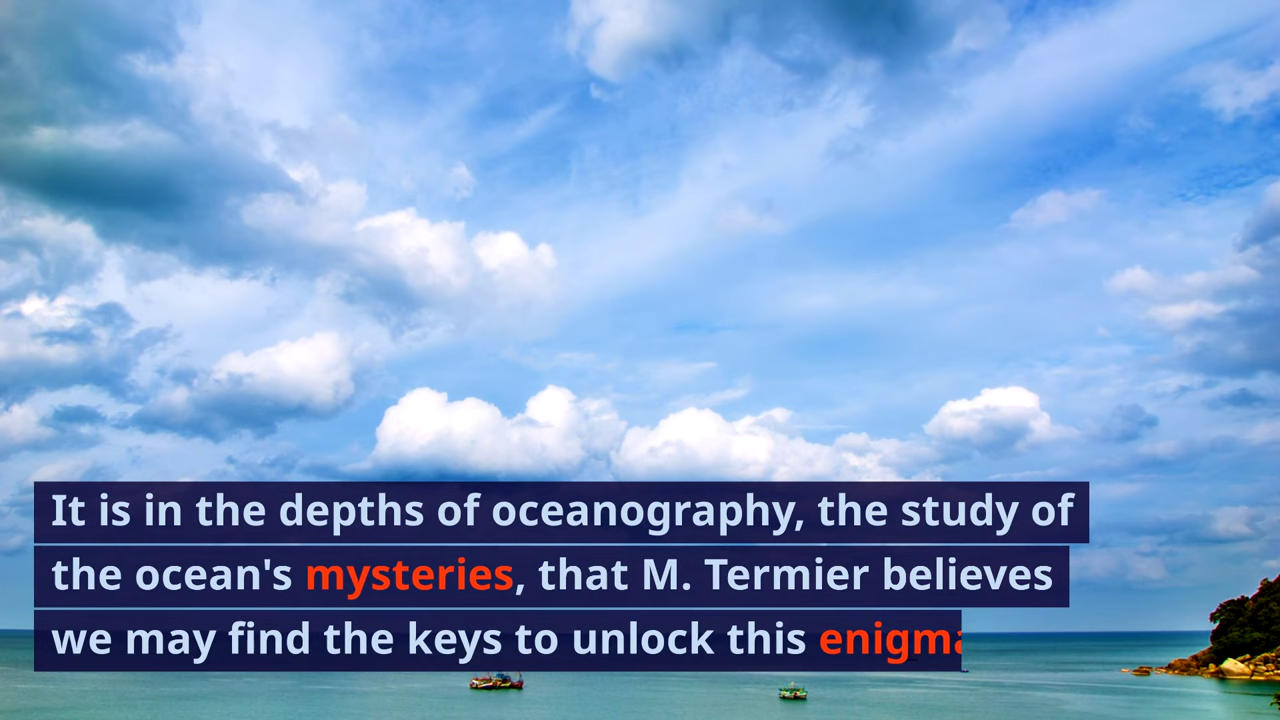 It is in the depths of oceanography, the study of
the ocean's mysteries, that M. Termier believes
we may find the keys to unlock this enigma